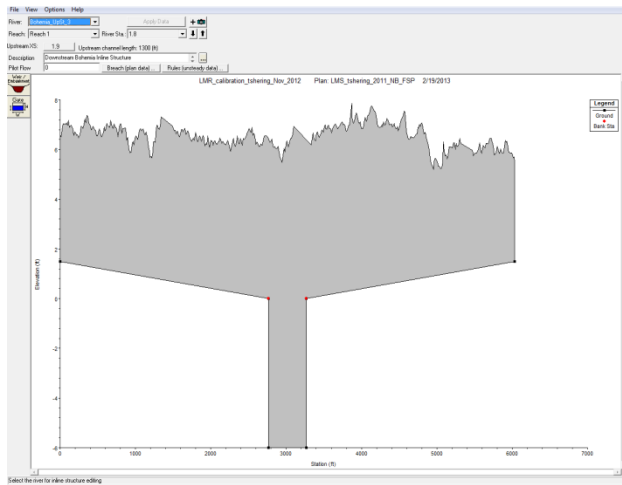 File View Options Help
River: Bohemia_UpSt_3 Apply Data
Reach: Reach 1 River Sta.: 1.8
Upstream XS: 1.9 Upstream channel length: 1300 (ft)
Description Downstream Bohemia Inline Structure ...
Pilot Flow 0 Breach (plan data) ... Rules (unsteady data) ...
Weir / Embankment
Gate
LMR_calibration_tshering_Nov_2012 Plan: LMS_tshering_2011_NB_FSP 2/19/2013
Legend
Ground
Bank Sta
Elevation (ft)
8
6
4
2
0
-2
-4
-6
0 1000 2000 3000 4000 5000 6000 7000
Station (ft)
Select the river for inline structure editing